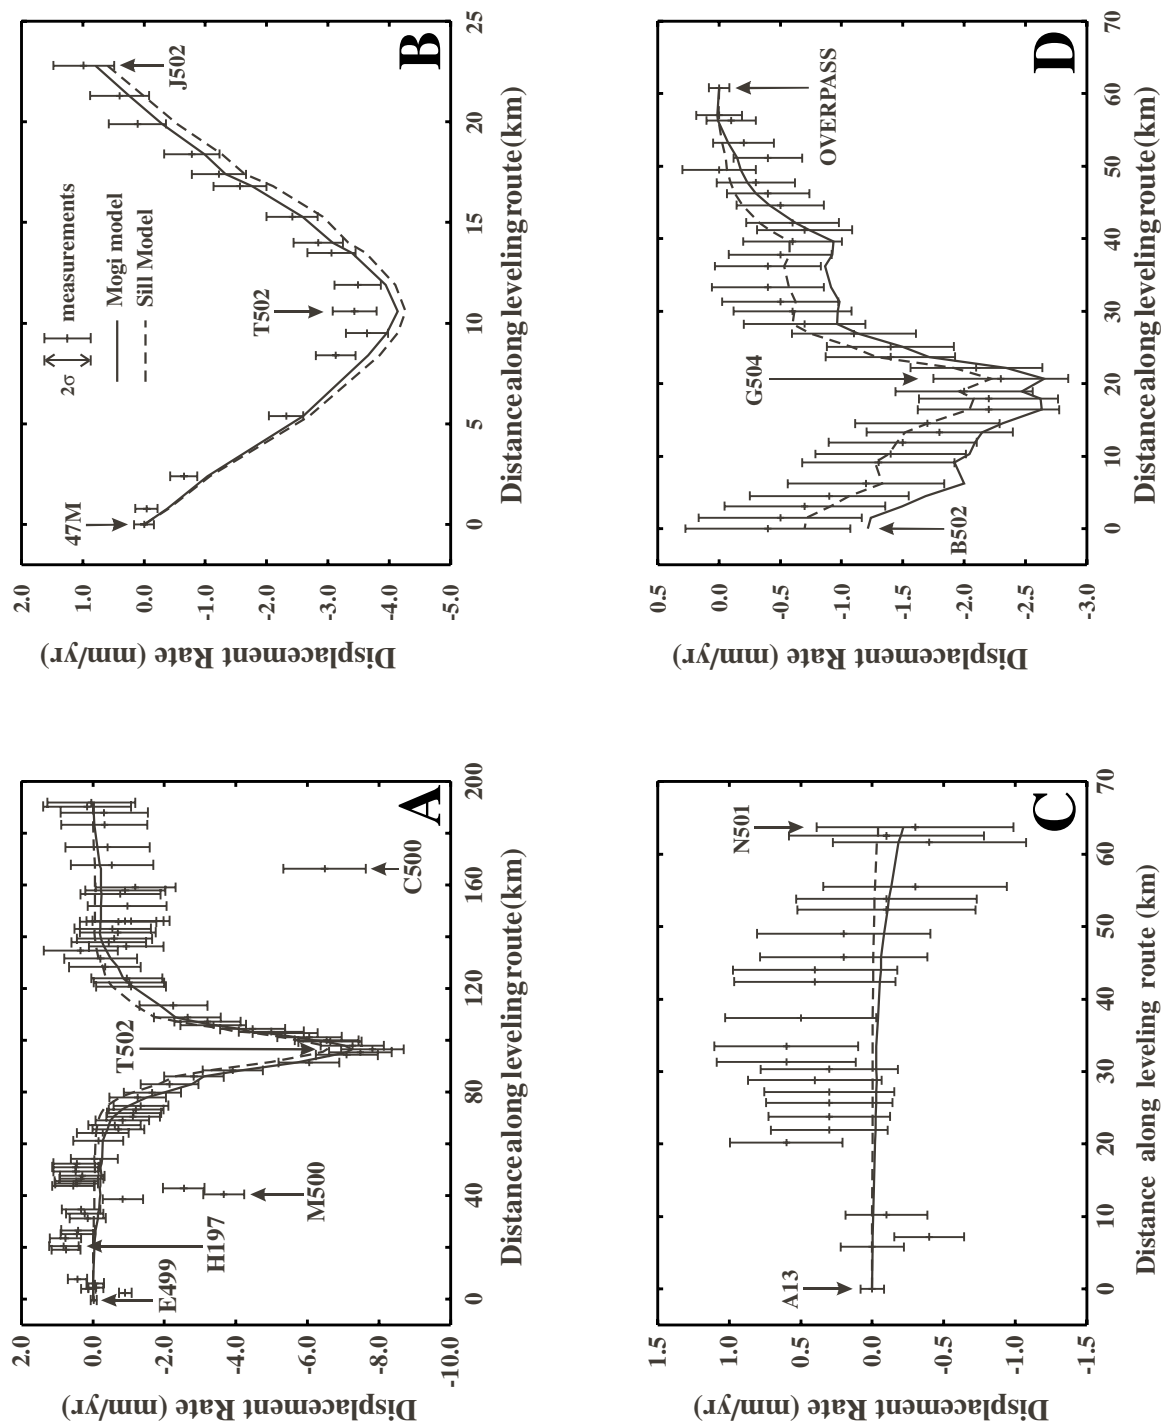 2.0
0.0
-2.0
-4.0
-6.0
-8.0
-10.0
Displacement Rate (mm/yr)
0
40
80
120
160
200
Distance along leveling route (km)
E499
H197
M500
T502
C500
A
2.0
1.0
0.0
-1.0
-2.0
-3.0
-4.0
-5.0
Displacement Rate (mm/yr)
0
5
10
15
20
25
Distance along leveling route (km)
47M
T502
J502
2σ
measurements
Mogi model
Sill Model
B
1.5
1.0
0.5
0.0
-0.5
-1.0
-1.5
Displacement Rate (mm/yr)
0
10
20
30
40
50
60
70
Distance along leveling route (km)
A13
N501
C
0.5
0.0
-0.5
-1.0
-1.5
-2.0
-2.5
-3.0
Displacement Rate (mm/yr)
0
10
20
30
40
50
60
70
Distance along leveling route (km)
B502
G504
OVERPASS
D